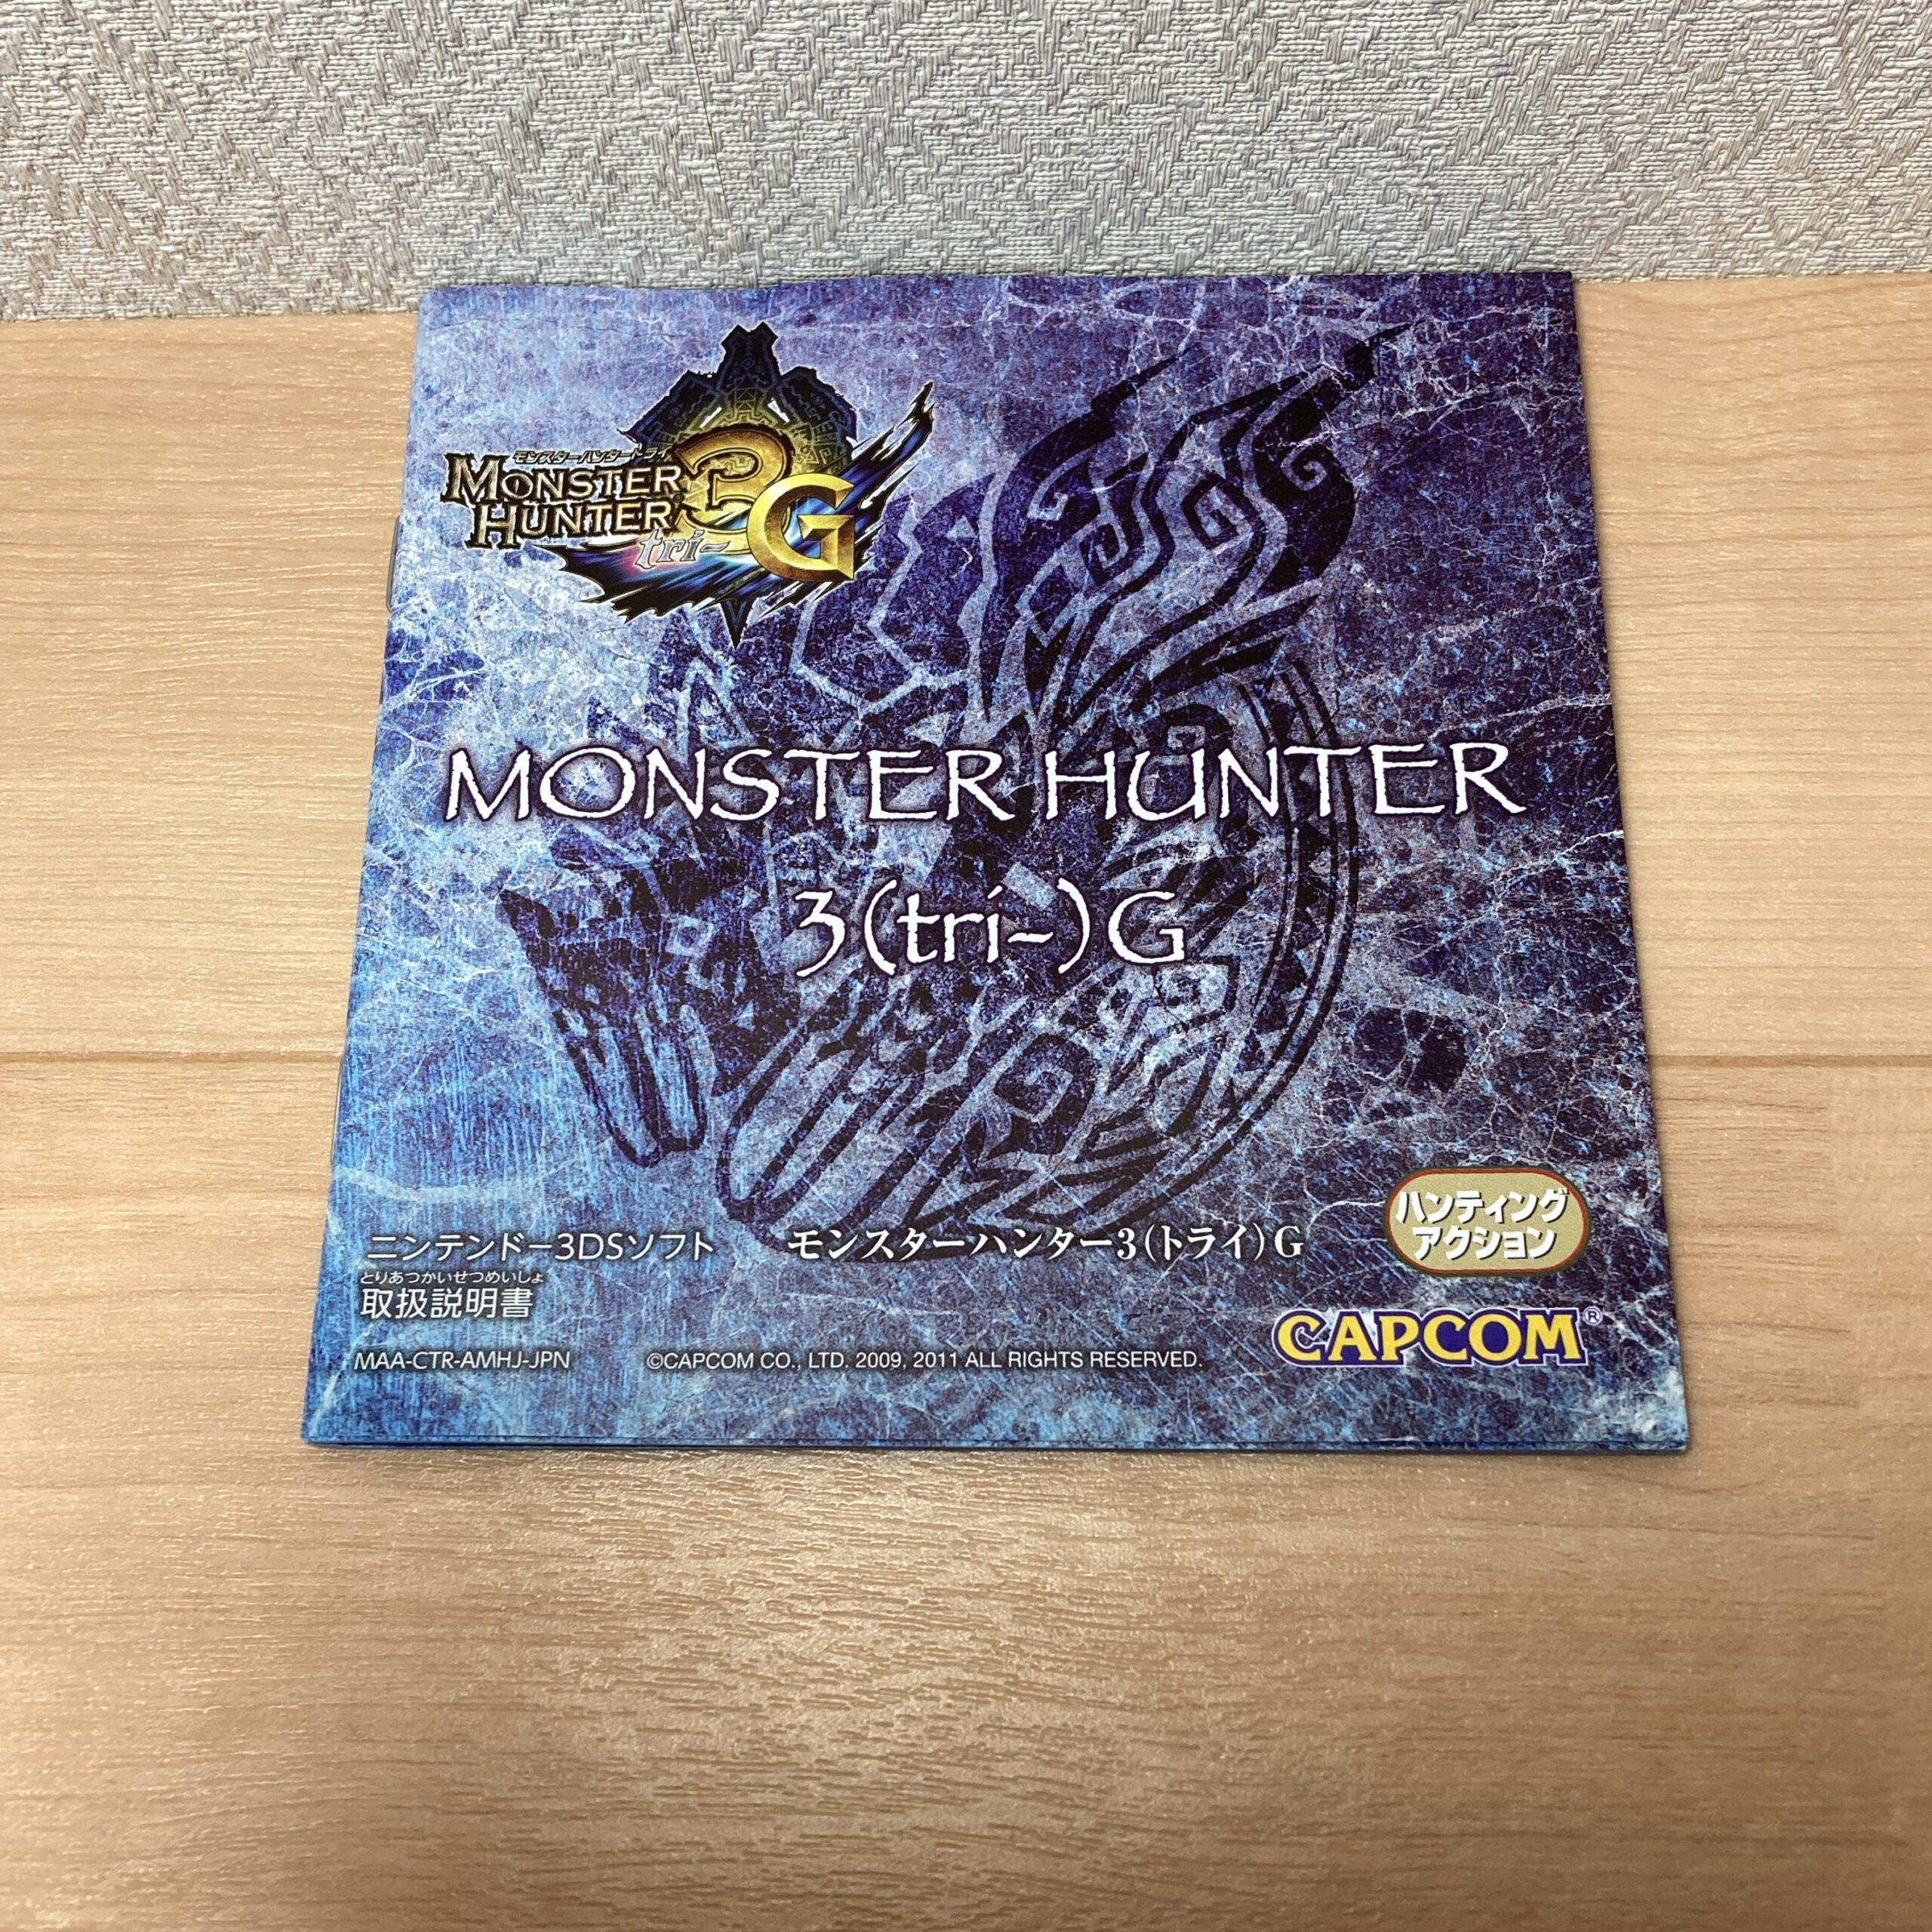 モンスターハンタートライ
MONSTER
HUNTER
tri-
3G
MONSTER HUNTER
3(tri-)G
ハンティング
アクション
ニンテンドー3DSソフト モンスターハンター3(トライ)G
とりあつかいせつめいしょ
取扱説明書
CAPCOM®
MAA-CTR-AMHJ-JPN ©CAPCOM CO., LTD. 2009, 2011 ALL RIGHTS RESERVED.